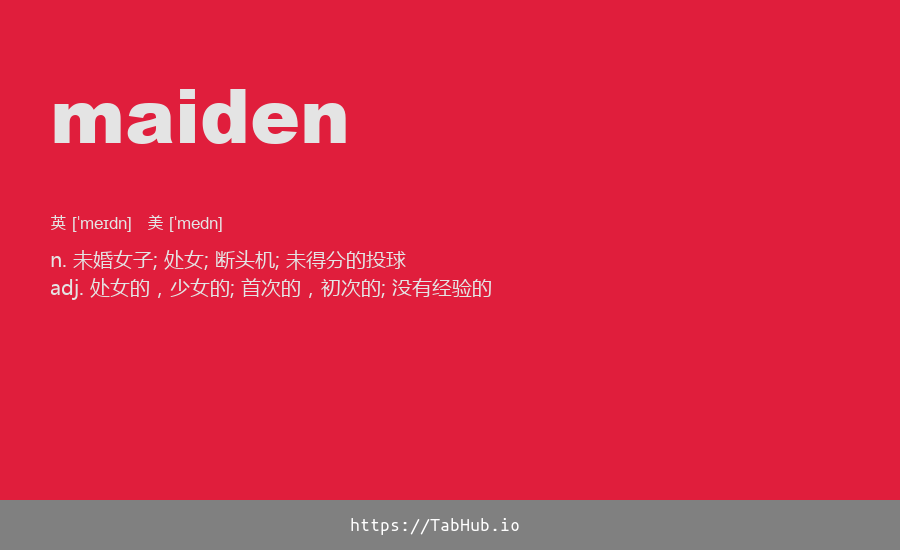 maiden
英 [ˈmeɪdn] 美 [ˈmedn]
n. 未婚女子; 处女; 断头机; 未得分的投球
adj. 处女的，少女的; 首次的，初次的; 没有经验的
https://TabHub.io